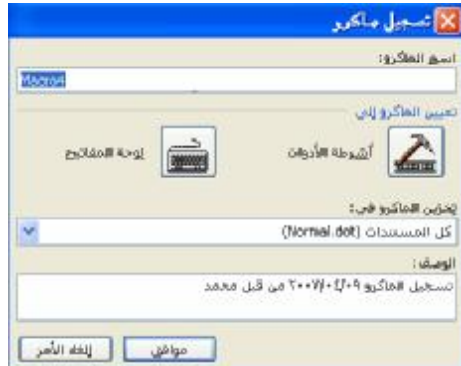 تسجيل ماكرو
اسم الماكرو:
Macro4
تعيين الماكرو إلى
أشرطة الأدوات
لوحة المفاتيح
تخزين الماكرو في:
كل المستندات (Normal.dot)
الوصف:
تسجيل الماكرو ٢٠٠٧/٠٤/٠٩ من قبل محمد
موافق
إلغاء الأمر